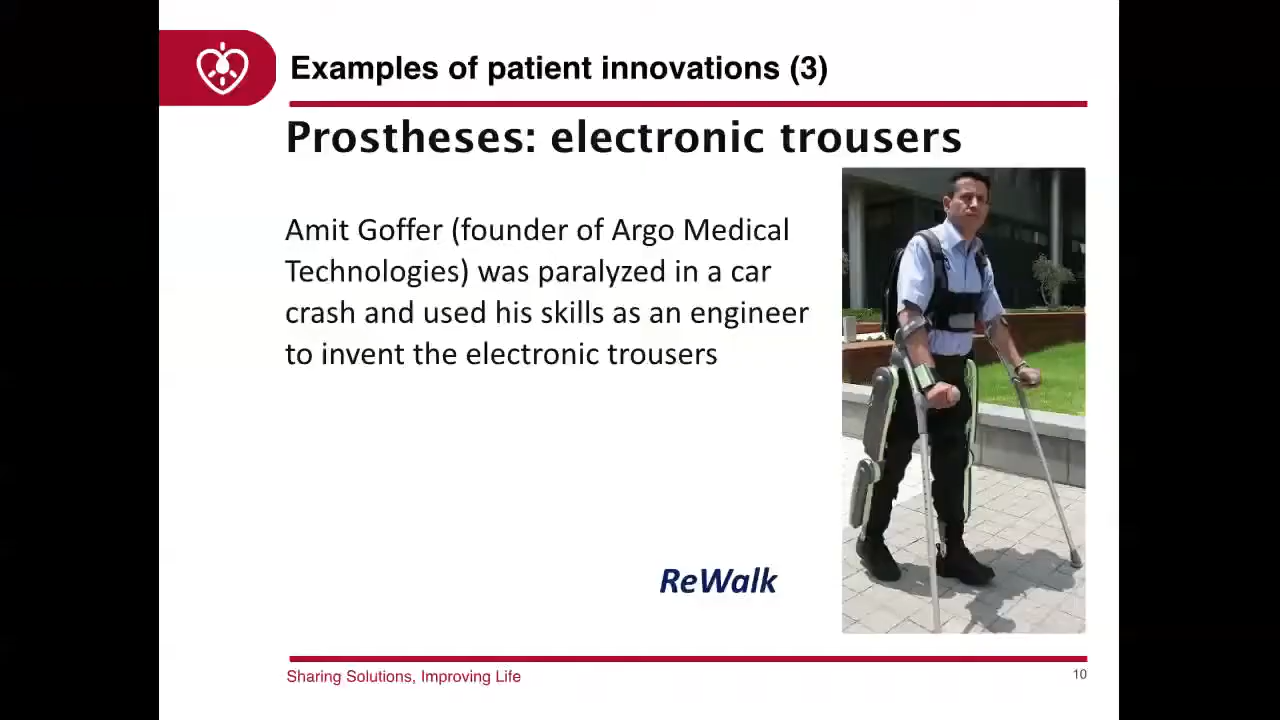 Examples of patient innovations (3)
Prostheses: electronic trousers
Amit Goffer (founder of Argo Medical
Technologies) was paralyzed in a car
crash and used his skills as an engineer
to invent the electronic trousers
ReWalk
Sharing Solutions, Improving Life
10